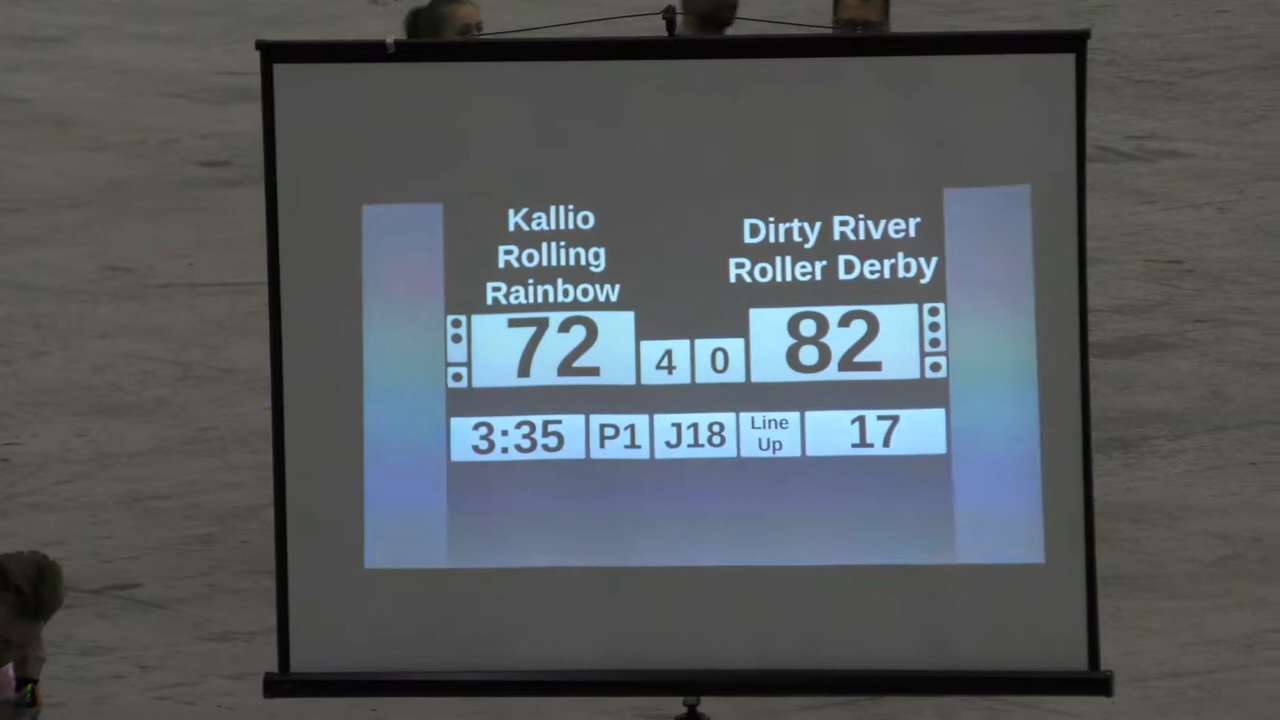 Kallio
Rolling
Rainbow
Dirty River
Roller Derby
72
4
0
82
3:35
P1
J18
Line
Up
17